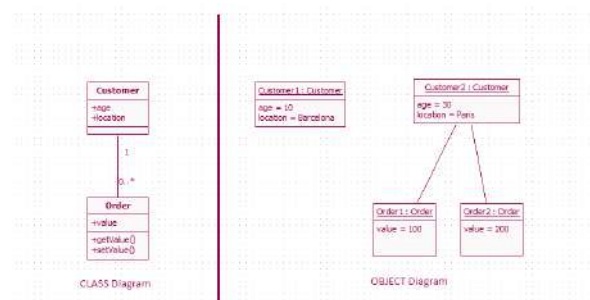 Customer
+age
+location
1
0..*
Order
+value
+getValue()
+setValue()
CLASS Diagram
Customer1 : Customer
age = 10
location = Barcelona
Customer2 : Customer
age = 30
location = Paris
Order1 : Order
value = 100
Order2 : Order
value = 200
OBJECT Diagram